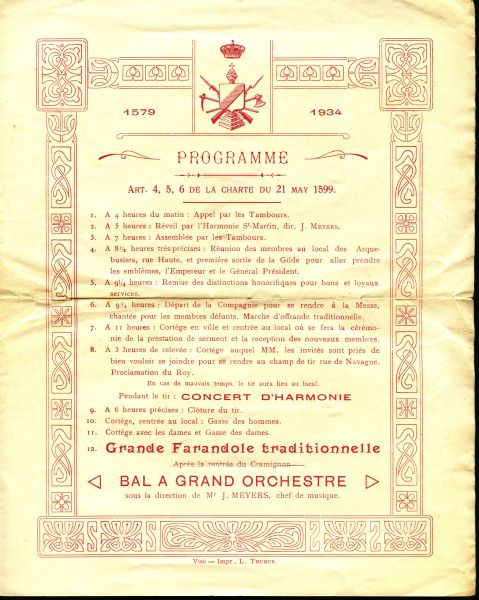 1579 1934
PROGRAMME
ART. 4, 5, 6 DE LA CHARTE DU 21 MAY 1599.
1. A 4 heures du matin : Appel par les Tambours.
2. A 5 heures : Réveil par l'Harmonie St-Martin, dir. J. MEYERS.
3. A 7 heures : Assemblée par les Tambours.
4. A 8¼ heures très-précises : Réunion des membres au local des Arque-
busiers, rue Haute, et première sortie de la Gilde pour aller prendre
les emblêmes, l'Empereur et le Général Président.
5. A 9¼ heures : Remise des distinctions honorifiques pour bons et loyaux
services.
6. A 9¾ heures : Départ de la Compagnie pour se rendre à la Messe,
chantée pour les membres défants. Marche d'offrande traditionnelle.
7. A 11 heures : Cortège en ville et rentrée au local où se fera la cérémo-
nie de la prestation de serment et la reception des nouveaux membres.
8. A 3 heures de relevée : Cortège auquel MM. les invités sont priés de
bien vouloir se joindre pour se rendre au champ de tir rue de Navagne.
Proclamation du Roy.
En cas de mauvais temps, le tir aura lieu au local.
Pendant le tir : CONCERT D'HARMONIE
9. A 6 heures précises : Clôture du tir.
10. Cortège, rentrée au local : Gasse des hommes.
11. Cortège avec les dames et Gasse des dames.
12. Grande Farandole traditionnelle
Après la rentrée du Cramignon
BAL A GRAND ORCHESTRE
sous la direction de Mr J. MEYERS, chef de musique.
Visé — Impr. L. THUNUS.